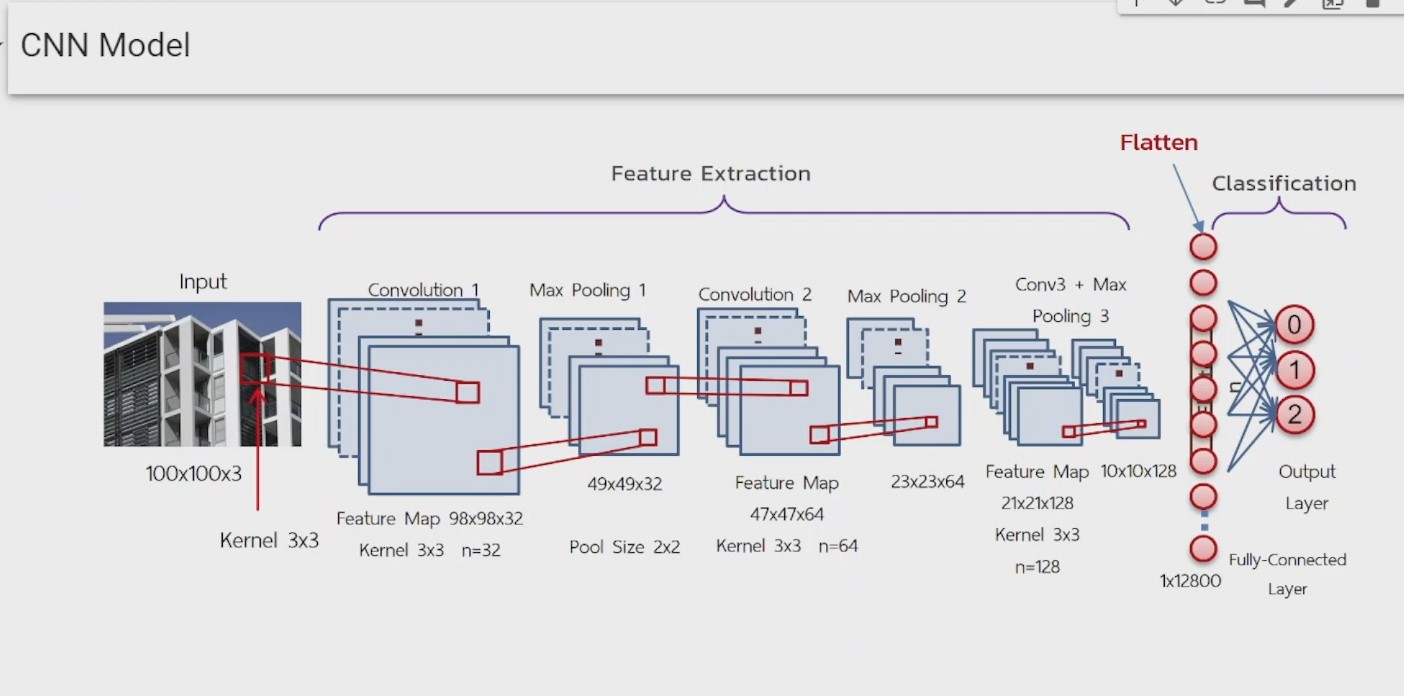 CNN Model
Flatten
Feature Extraction
Classification
Input
Convolution 1
Max Pooling 1
Convolution 2
Max Pooling 2
Conv3 + Max
Pooling 3
0
1
2
100x100x3
Kernel 3x3
Feature Map 98x98x32
Kernel 3x3 n=32
49x49x32
Pool Size 2x2
Feature Map
47x47x64
Kernel 3x3 n=64
23x23x64
Feature Map
21x21x128
Kernel 3x3
n=128
10x10x128
1x12800
Output
Layer
Fully-Connected
Layer